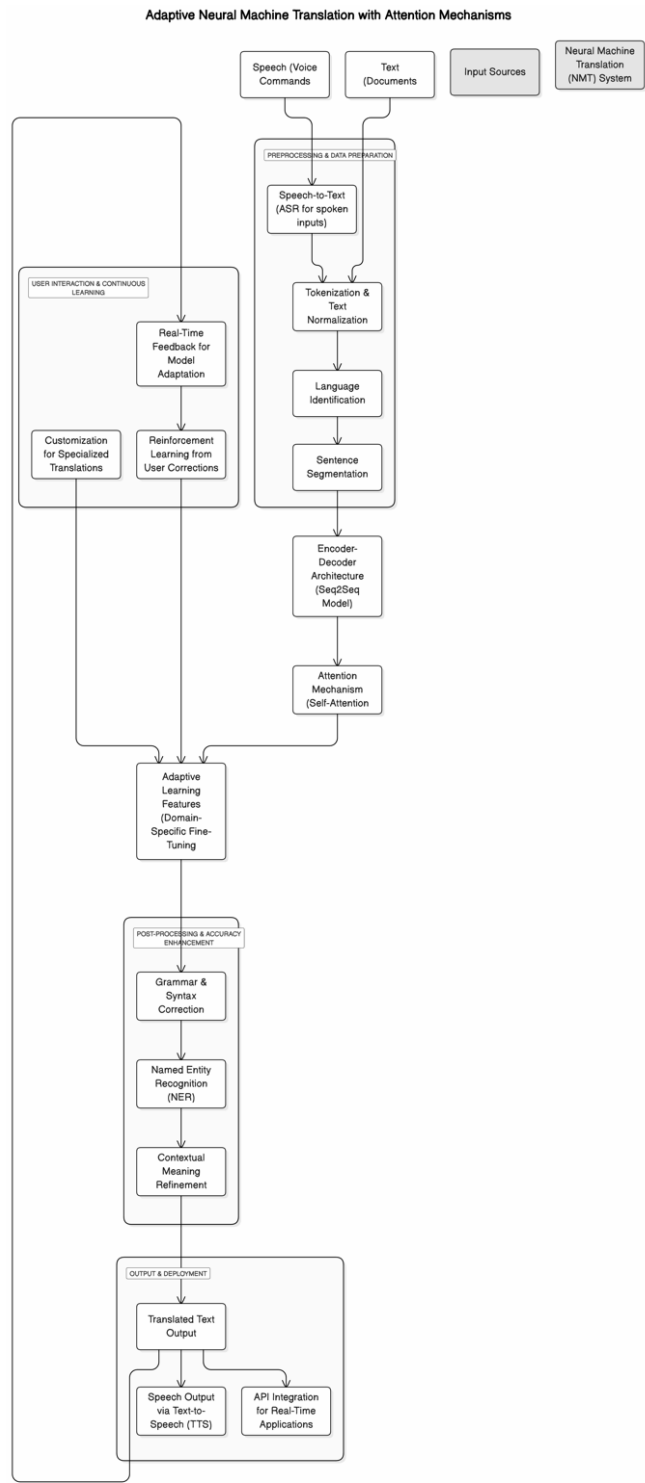 Adaptive Neural Machine Translation with Attention Mechanisms
Speech (Voice
Commands
Text
(Documents
Input Sources
Neural Machine
Translation
(NMT) System
PREPROCESSING & DATA PREPARATION
Speech-to-Text
(ASR for spoken
inputs)
Tokenization &
Text
Normalization
Language
Identification
Sentence
Segmentation
USER INTERACTION & CONTINUOUS
LEARNING
Real-Time
Feedback for
Model
Adaptation
Customization
for Specialized
Translations
Reinforcement
Learning from
User Corrections
Encoder-
Decoder
Architecture
(Seq2Seq
Model)
Attention
Mechanism
(Self-Attention
Adaptive
Learning
Features
(Domain-
Specific Fine-
Tuning
POST-PROCESSING & ACCURACY
ENHANCEMENT
Grammar &
Syntax
Correction
Named Entity
Recognition
(NER)
Contextual
Meaning
Refinement
OUTPUT & DEPLOYMENT
Translated Text
Output
Speech Output
via Text-to-
Speech (TTS)
API Integration
for Real-Time
Applications